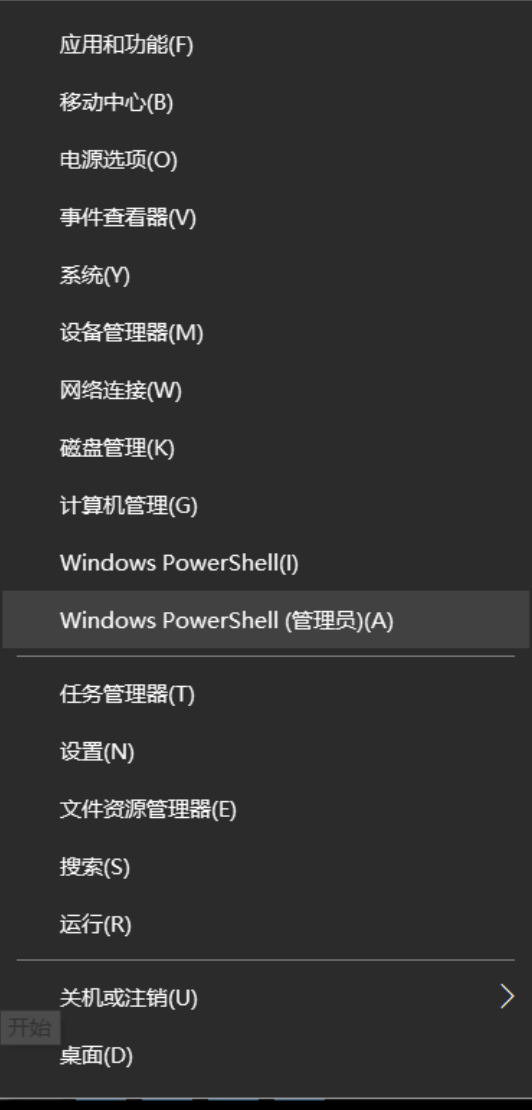 应用和功能(F)
移动中心(B)
电源选项(O)
事件查看器(V)
系统(Y)
设备管理器(M)
网络连接(W)
磁盘管理(K)
计算机管理(G)
Windows PowerShell(I)
Windows PowerShell (管理员)(A)
任务管理器(T)
设置(N)
文件资源管理器(E)
搜索(S)
运行(R)
关机或注销(U)
开始
桌面(D)